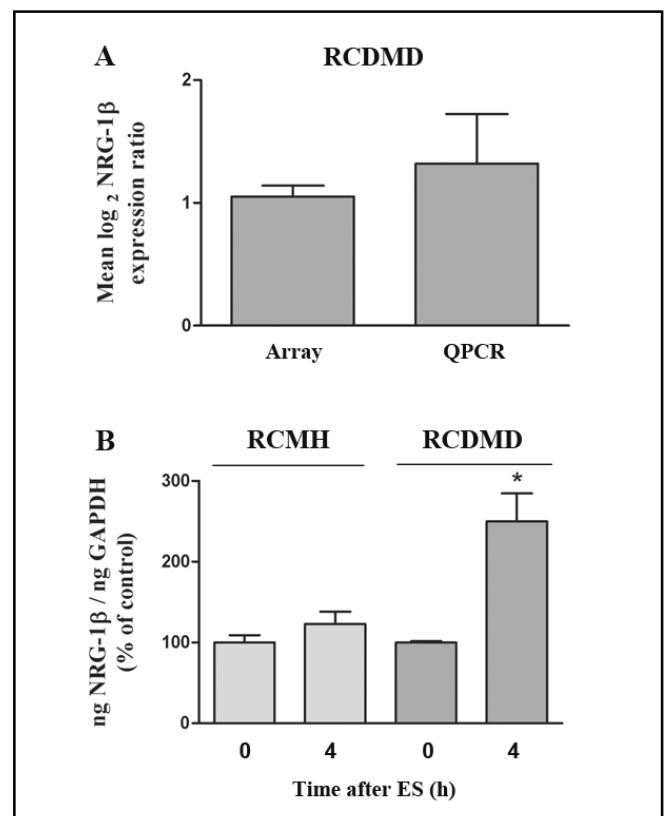 A
RCDMD
Mean log 2 NRG-1β
expression ratio
2
1
0
Array
QPCR
B
RCMH
RCDMD
ng NRG-1β / ng GAPDH
(% of control)
300
200
100
0
*
0
4
0
4
Time after ES (h)